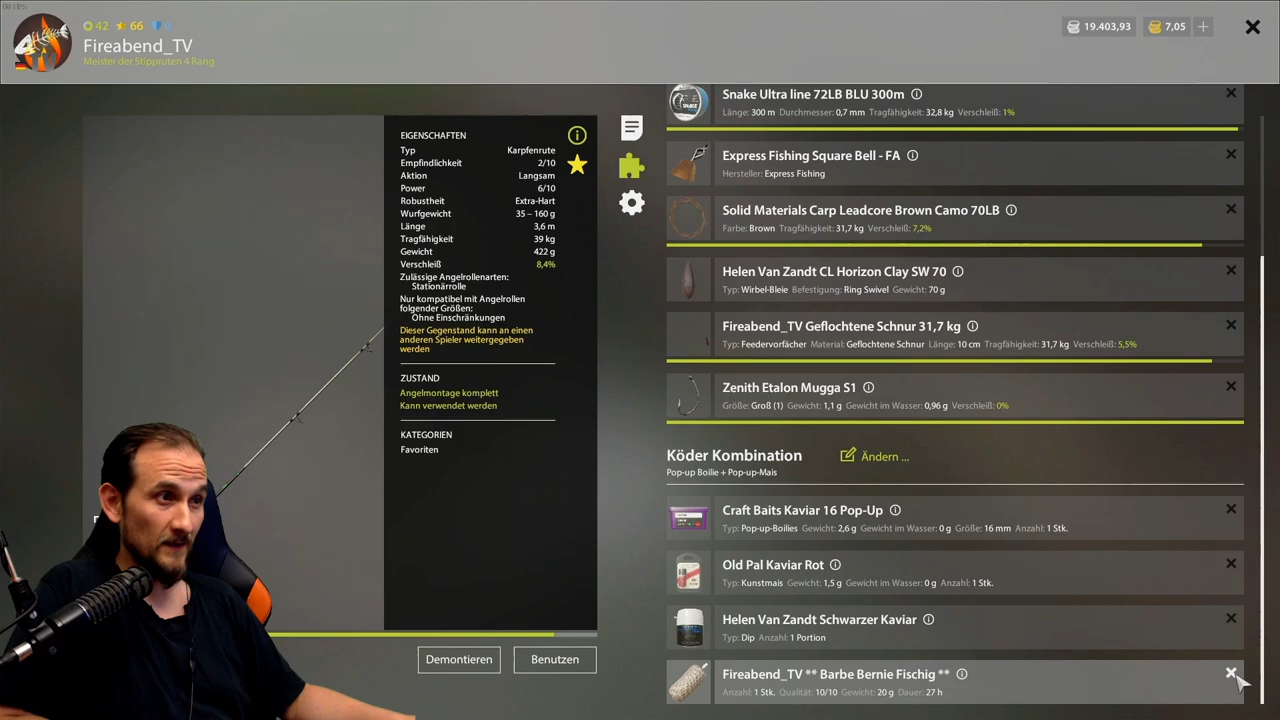 42 66 0
Fireabend_TV
Meister der Stippruten 4 Rang
19.403,93 7,05
EIGENSCHAFTEN
Typ Karpfenrute
Empfindlichkeit 2/10
Aktion Langsam
Power 6/10
Robustheit Extra-Hart
Wurfgewicht 35 – 160 g
Länge 3,6 m
Tragfähigkeit 39 kg
Gewicht 422 g
Verschleiß 8,4%
Zulässige Angelrollenarten:
Stationärrolle
Nur kompatibel mit Angelrollen
folgender Größen:
Ohne Einschränkungen
Dieser Gegenstand kann an einen
anderen Spieler weitergegeben
werden
ZUSTAND
Angelmontage komplett
Kann verwendet werden
KATEGORIEN
Favoriten
Demontieren Benutzen
Snake Ultra line 72LB BLU 300m
Länge: 300 m Durchmesser: 0,7 mm Tragfähigkeit: 32,8 kg Verschleiß: 1%
Express Fishing Square Bell - FA
Hersteller: Express Fishing
Solid Materials Carp Leadcore Brown Camo 70LB
Farbe: Brown Tragfähigkeit: 31,7 kg Verschleiß: 7,2%
Helen Van Zandt CL Horizon Clay SW 70
Typ: Wirbel-Bleie Befestigung: Ring Swivel Gewicht: 70 g
Fireabend_TV Geflochtene Schnur 31,7 kg
Typ: Feedervorfächer Material: Geflochtene Schnur Länge: 10 cm Tragfähigkeit: 31,7 kg Verschleiß: 5,5%
Zenith Etalon Mugga S1
Größe: Groß (1) Gewicht: 1,1 g Gewicht im Wasser: 0,96 g Verschleiß: 0%
Köder Kombination Ändern ...
Pop-up Boilie + Pop-up-Mais
Craft Baits Kaviar 16 Pop-Up
Typ: Pop-up-Boilies Gewicht: 2,6 g Gewicht im Wasser: 0 g Größe: 16 mm Anzahl: 1 Stk.
Old Pal Kaviar Rot
Typ: Kunstmais Gewicht: 1,5 g Gewicht im Wasser: 0 g Anzahl: 1 Stk.
Helen Van Zandt Schwarzer Kaviar
Typ: Dip Anzahl: 1 Portion
Fireabend_TV ** Barbe Bernie Fischig **
Anzahl: 1 Stk. Qualität: 10/10 Gewicht: 20 g Dauer: 27 h